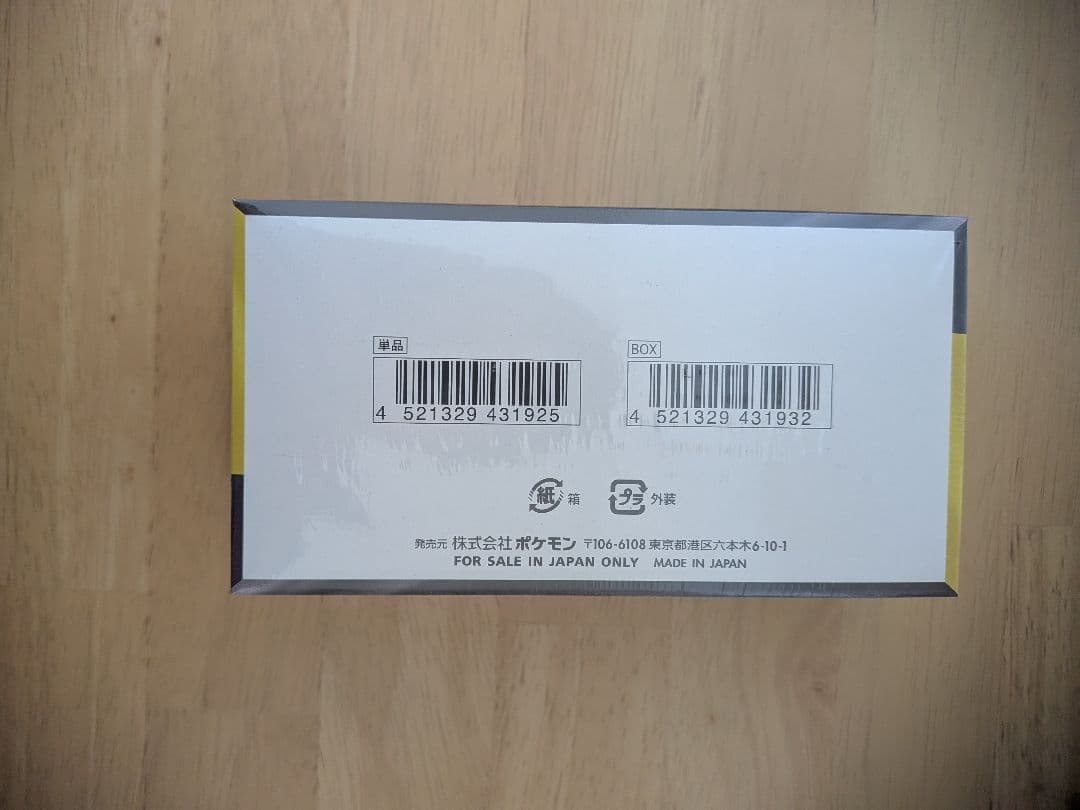 単品
4 521329 431925
BOX
4 521329 431932
紙 箱 プラ 外装
発売元 株式会社ポケモン 〒106-6108 東京都港区六本木6-10-1
FOR SALE IN JAPAN ONLY MADE IN JAPAN